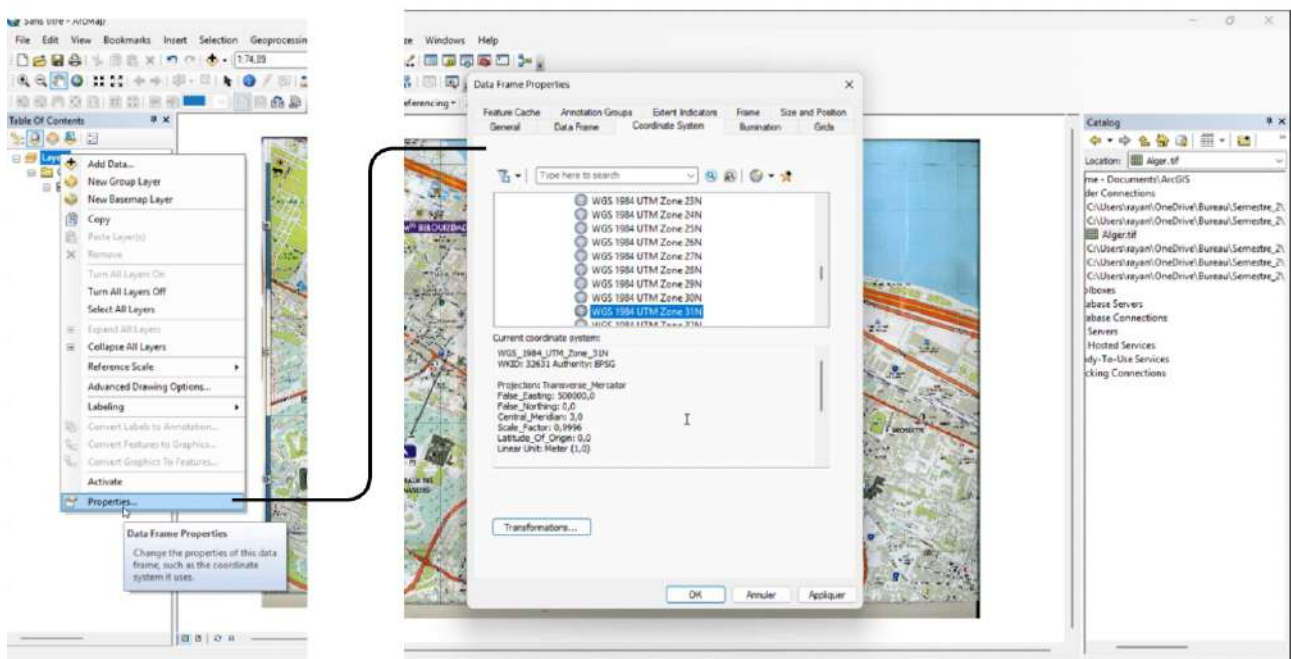 Sans titre - ArcMap
File Edit View Bookmarks Insert Selection Geoprocessin
1:74,89
Table Of Contents
Laye
Add Data...
New Group Layer
New Basemap Layer
Copy
Paste Layer(s)
Remove
Turn All Layers On
Turn All Layers Off
Select All Layers
Expand All Layers
Collapse All Layers
Reference Scale
Advanced Drawing Options...
Labeling
Convert Labels to Annotation...
Convert Features to Graphics...
Convert Graphics To Features...
Activate
Properties...
Data Frame Properties
Change the properties of this data
frame, such as the coordinate
system it uses.
BELOUIZDAD
ze Windows Help
eferencing
Data Frame Properties
Feature Cache Annotation Groups Extent Indicators Frame Size and Position
General Data Frame Coordinate System Illumination Grids
Type here to search
WGS 1984 UTM Zone 23N
WGS 1984 UTM Zone 24N
WGS 1984 UTM Zone 25N
WGS 1984 UTM Zone 26N
WGS 1984 UTM Zone 27N
WGS 1984 UTM Zone 28N
WGS 1984 UTM Zone 29N
WGS 1984 UTM Zone 30N
WGS 1984 UTM Zone 31N
WGS 1984 UTM Zone 32N
Current coordinate system:
WGS_1984_UTM_Zone_31N
WKID: 32631 Authority: EPSG
Projection: Transverse_Mercator
False_Easting: 500000,0
False_Northing: 0,0
Central_Meridian: 3,0
Scale_Factor: 0,9996
Latitude_Of_Origin: 0,0
Linear Unit: Meter (1,0)
Transformations...
OK Annuler Appliquer
Catalog
Location: Alger.tif
me - Documents\ArcGIS
der Connections
C:\Users\rayan\OneDrive\Bureau\Semestre_2\
C:\Users\rayan\OneDrive\Bureau\Semestre_2\
Alger.tif
C:\Users\rayan\OneDrive\Bureau\Semestre_2\
C:\Users\rayan\OneDrive\Bureau\Semestre_2\
C:\Users\rayan\OneDrive\Bureau\Semestre_2\
olboxes
abase Servers
abase Connections
Servers
Hosted Services
dy-To-Use Services
cking Connections